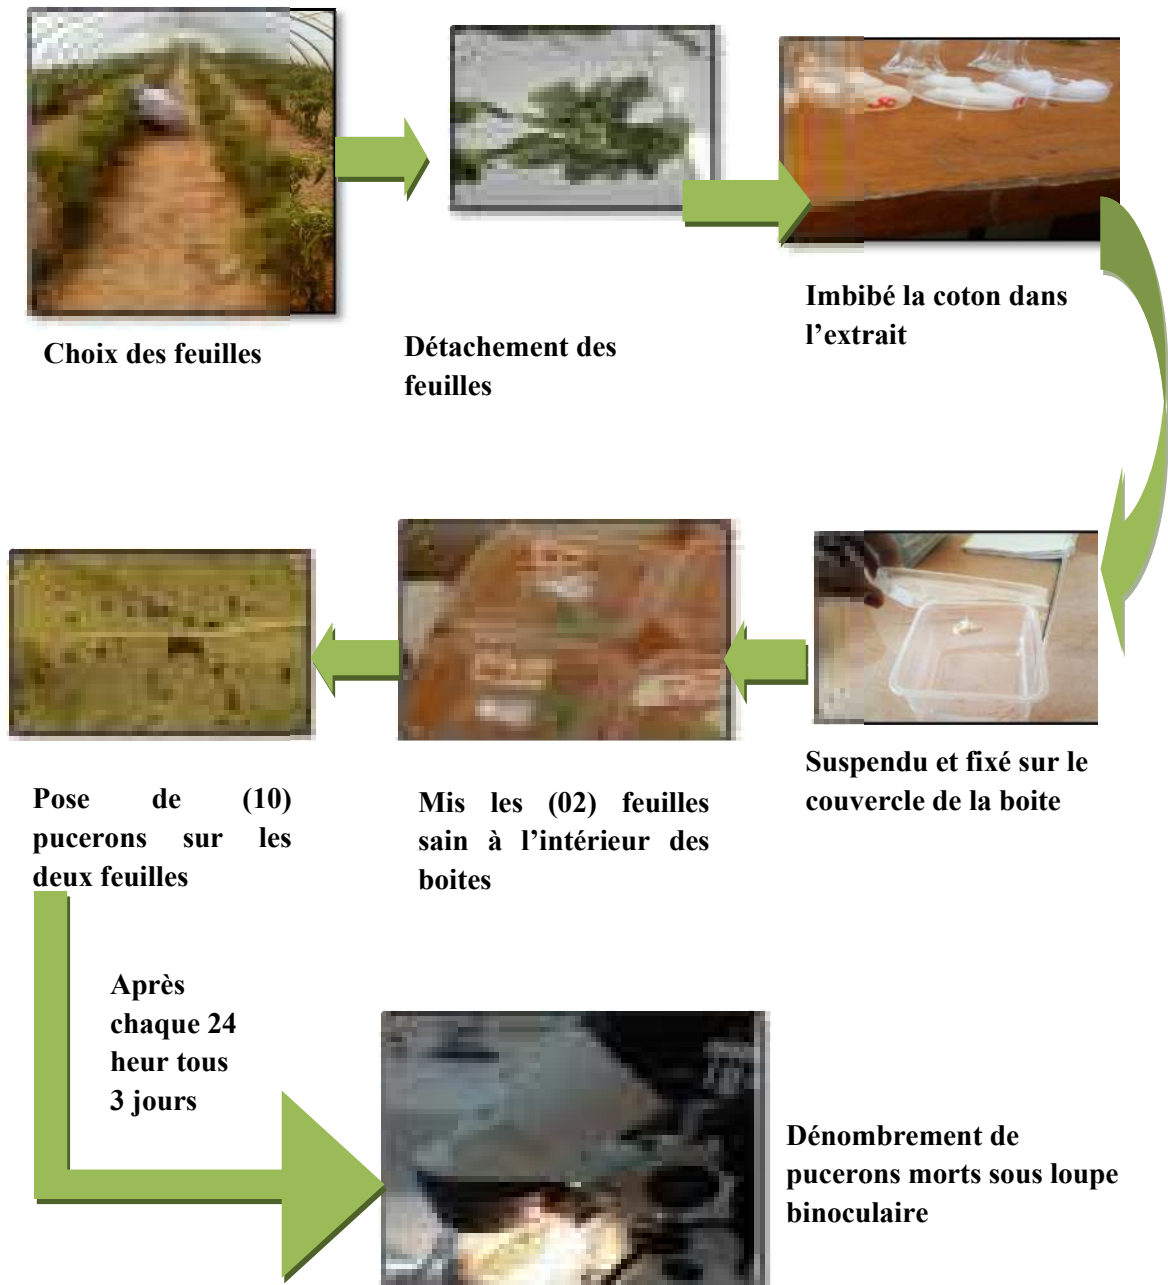 Choix des feuilles
Détachement des
feuilles
Imbibé la coton dans
l’extrait
Suspendu et fixé sur le
couvercle de la boite
Mis les (02) feuilles
sain à l’intérieur des
boites
Pose de (10)
pucerons sur les
deux feuilles
Après
chaque 24
heur tous
3 jours
Dénombrement de
pucerons morts sous loupe
binoculaire